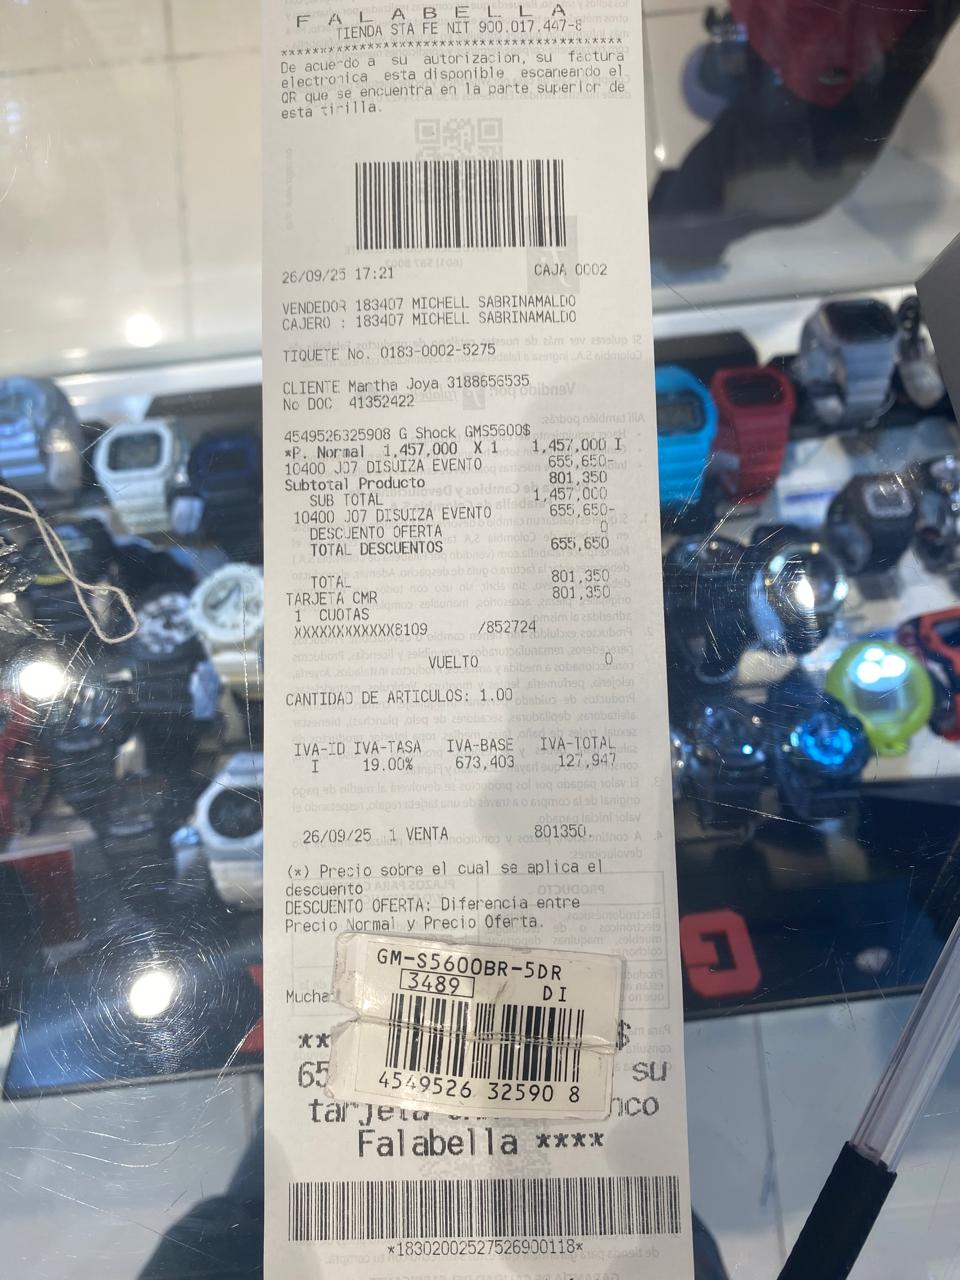 F A L A B E L L A
TIENDA STA FE NIT 900.017.447-8
****************************************
De acuerdo a su autorizacion, su factura
electronica esta disponible escaneando el
QR que se encuentra en la parte superior de
esta tirilla.
26/09/25 17:21 CAJA 0002
VENDEDOR 183407 MICHELL SABRINAMALDO
CAJERO : 183407 MICHELL SABRINAMALDO
TIQUETE No. 0183-0002-5275
CLIENTE Martha Joya 3188656535
No DOC 41352422
4549526325908 G Shock GMS5600$
*P. Normal 1,457,000 X 1 1,457,000 I
10400 J07 DISUIZA EVENTO 655,650-
Subtotal Producto 801,350
SUB TOTAL 1,457,000
10400 J07 DISUIZA EVENTO 655,650-
DESCUENTO OFERTA 0
TOTAL DESCUENTOS 655,650
TOTAL 801,350
TARJETA CMR 801,350
1 CUOTAS
XXXXXXXXXXXX8109 /852724
VUELTO 0
CANTIDAD DE ARTICULOS: 1.00
IVA-ID IVA-TASA IVA-BASE IVA-TOTAL
I 19.00% 673,403 127,947
26/09/25 1 VENTA 801350.
(*) Precio sobre el cual se aplica el
descuento
DESCUENTO OFERTA: Diferencia entre
Precio Normal y Precio Oferta.
GM-S5600BR-5DR
3489 DI
4549526 32590 8
Mucha
** $
65 su
tarjeta nco
Falabella ****
*18302002527526900118*
G